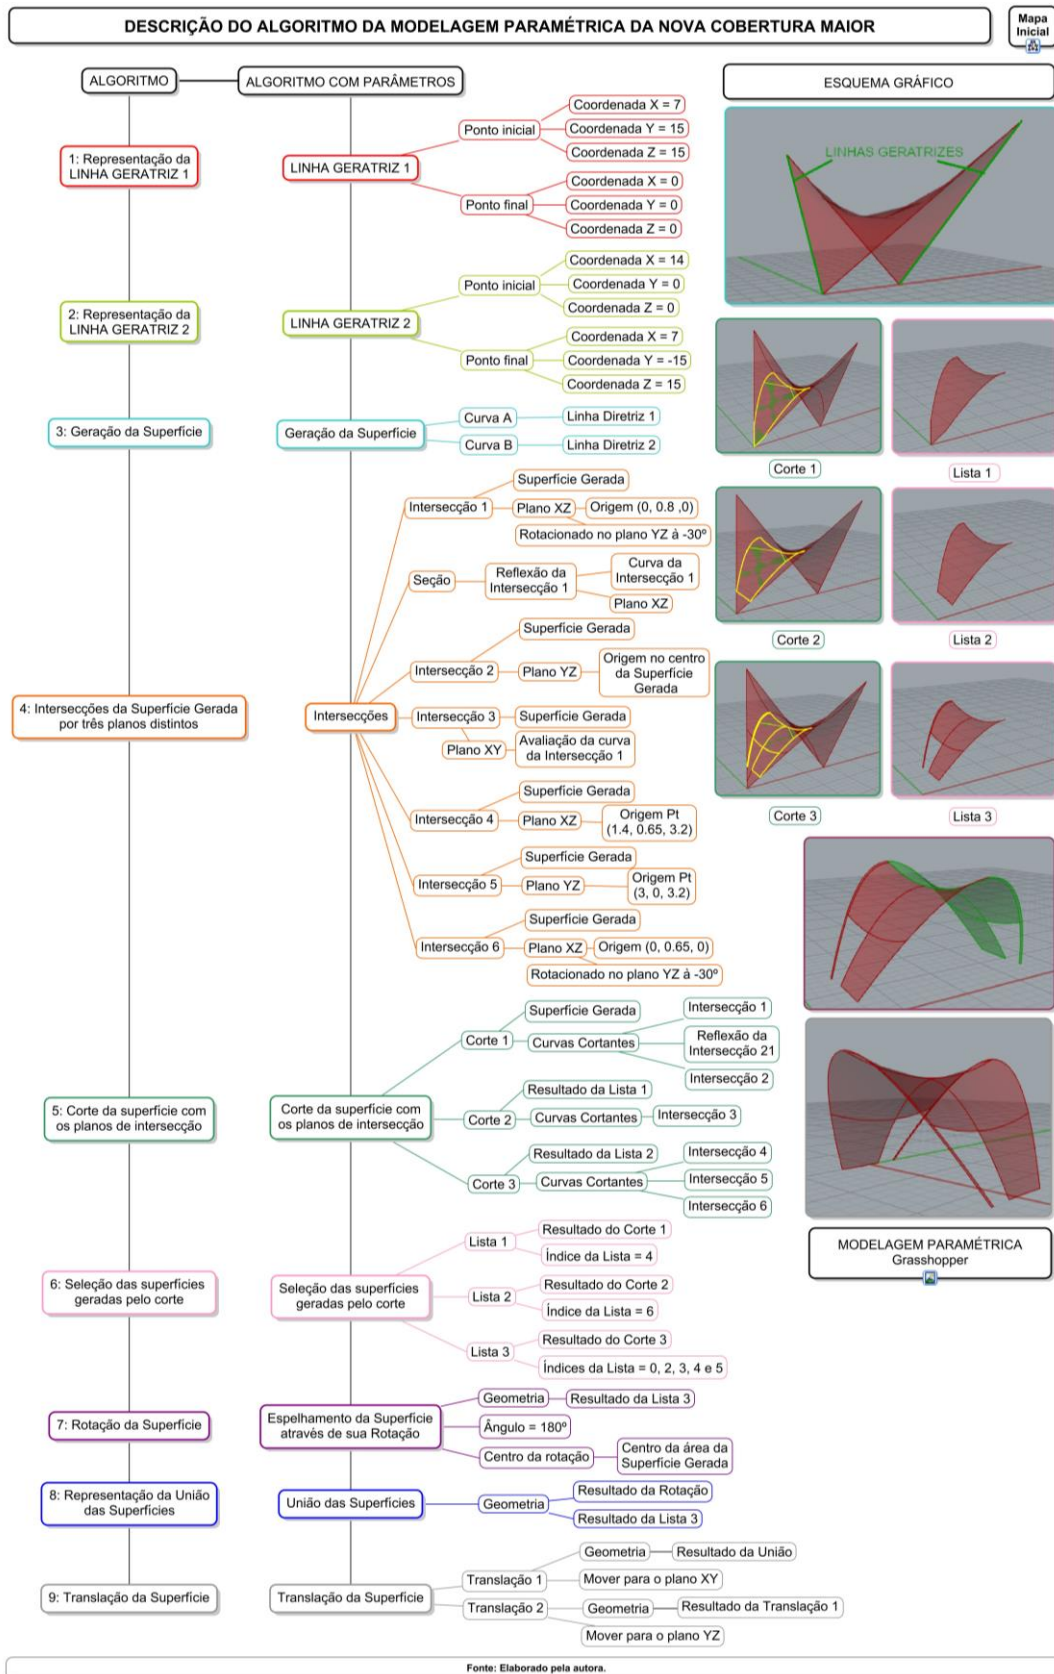 DESCRIÇÃO DO ALGORITMO DA MODELAGEM PARAMÉTRICA DA NOVA COBERTURA MAIOR
Mapa
Inicial
ALGORITMO
ALGORITMO COM PARÂMETROS
ESQUEMA GRÁFICO
1: Representação da
LINHA GERATRIZ 1
LINHA GERATRIZ 1
Ponto inicial
Coordenada X = 7
Coordenada Y = 15
Coordenada Z = 15
Ponto final
Coordenada X = 0
Coordenada Y = 0
Coordenada Z = 0
LINHAS GERATRIZES
2: Representação da
LINHA GERATRIZ 2
LINHA GERATRIZ 2
Ponto inicial
Coordenada X = 14
Coordenada Y = 0
Coordenada Z = 0
Ponto final
Coordenada X = 7
Coordenada Y = -15
Coordenada Z = 15
3: Geração da Superfície
Geração da Superfície
Curva A
Linha Diretriz 1
Curva B
Linha Diretriz 2
Corte 1
Lista 1
Corte 2
Lista 2
Corte 3
Lista 3
4: Intersecções da Superfície Gerada
por três planos distintos
Intersecções
Intersecção 1
Superfície Gerada
Plano XZ
Origem (0, 0.8 ,0)
Rotacionado no plano YZ à -30º
Seção
Reflexão da
Intersecção 1
Curva da
Intersecção 1
Plano XZ
Intersecção 2
Superfície Gerada
Plano YZ
Origem no centro
da Superfície
Gerada
Intersecção 3
Superfície Gerada
Plano XY
Avaliação da curva
da Intersecção 1
Intersecção 4
Superfície Gerada
Plano XZ
Origem Pt
(1.4, 0.65, 3.2)
Intersecção 5
Superfície Gerada
Plano YZ
Origem Pt
(3, 0, 3.2)
Intersecção 6
Superfície Gerada
Plano XZ
Origem (0, 0.65, 0)
Rotacionado no plano YZ à -30º
5: Corte da superfície com
os planos de intersecção
Corte da superfície com
os planos de intersecção
Corte 1
Superfície Gerada
Curvas Cortantes
Intersecção 1
Reflexão da
Intersecção 21
Intersecção 2
Corte 2
Resultado da Lista 1
Curvas Cortantes
Intersecção 3
Corte 3
Resultado da Lista 2
Curvas Cortantes
Intersecção 4
Intersecção 5
Intersecção 6
MODELAGEM PARAMÉTRICA
Grasshopper
6: Seleção das superfícies
geradas pelo corte
Seleção das superfícies
geradas pelo corte
Lista 1
Resultado do Corte 1
Índice da Lista = 4
Lista 2
Resultado do Corte 2
Índice da Lista = 6
Lista 3
Resultado do Corte 3
Índices da Lista = 0, 2, 3, 4 e 5
7: Rotação da Superfície
Espelhamento da Superfície
através de sua Rotação
Geometria
Resultado da Lista 3
Ângulo = 180º
Centro da rotação
Centro da área da
Superfície Gerada
8: Representação da União
das Superfícies
União das Superfícies
Geometria
Resultado da Rotação
Resultado da Lista 3
9: Translação da Superfície
Translação da Superfície
Translação 1
Geometria
Resultado da União
Mover para o plano XY
Translação 2
Geometria
Resultado da Translação 1
Mover para o plano YZ
Fonte: Elaborado pela autora.